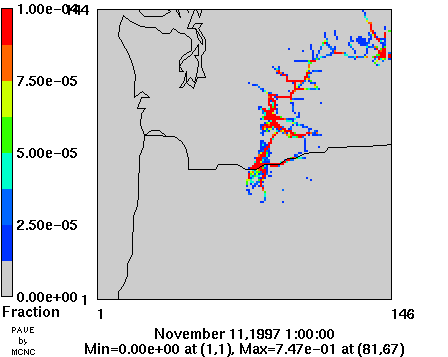 1.00e-04
144
7.50e-05
5.00e-05
2.50e-05
0.00e+00
1
Fraction
1
146
PAVE
by
MCNC
November 11,1997 1:00:00
Min=0.00e+00 at (1,1), Max=7.47e-01 at (81,67)